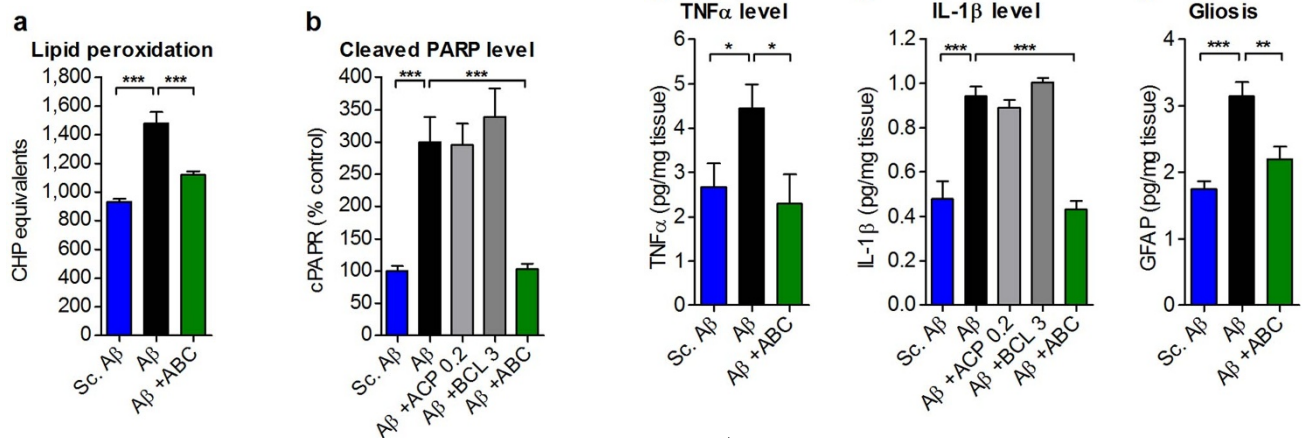 a
Lipid peroxidation
CHP equivalents
1,800
1,600
1,400
1,200
1,000
800
600
400
200
0
*** ***
Sc. Aβ
Aβ
Aβ +ABC
b
Cleaved PARP level
cPAPR (% control)
400
350
300
250
200
150
100
50
0
*** ***
Sc. Aβ
Aβ
Aβ +ACP 0.2
Aβ +BCL 3
Aβ +ABC
TNFα level
TNFα (pg/mg tissue)
6
5
4
3
2
1
0
* *
Sc. Aβ
Aβ
Aβ +ABC
IL-1β level
IL-1β (pg/mg tissue)
1.2
1.0
0.8
0.6
0.4
0.2
0.0
*** ***
Sc. Aβ
Aβ
Aβ +ACP 0.2
Aβ +BCL 3
Aβ +ABC
Gliosis
GFAP (pg/mg tissue)
4
3
2
1
0
*** **
Sc. Aβ
Aβ
Aβ +ABC